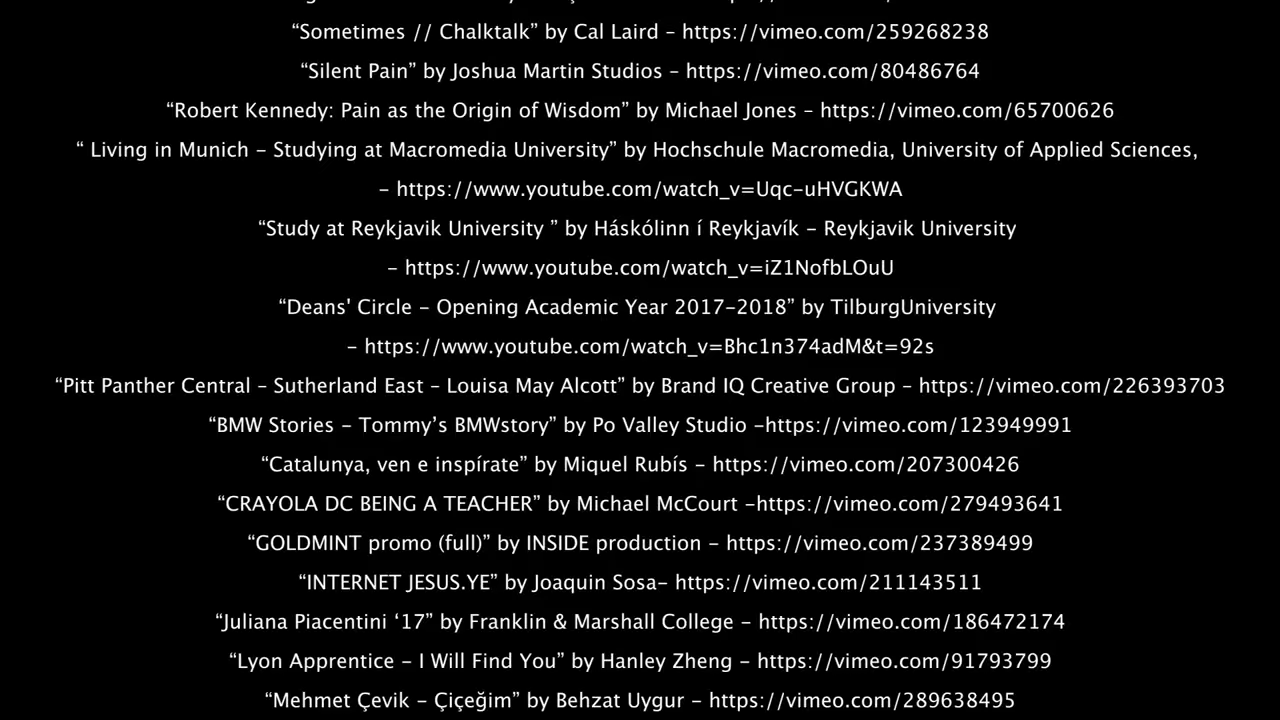 “Sometimes // Chalktalk” by Cal Laird – https://vimeo.com/259268238
“Silent Pain” by Joshua Martin Studios – https://vimeo.com/80486764
“Robert Kennedy: Pain as the Origin of Wisdom” by Michael Jones – https://vimeo.com/65700626
“ Living in Munich – Studying at Macromedia University” by Hochschule Macromedia, University of Applied Sciences,
– https://www.youtube.com/watch_v=Uqc-uHVGKWA
“Study at Reykjavik University ” by Háskólinn í Reykjavík – Reykjavik University
– https://www.youtube.com/watch_v=iZ1NofbLOuU
“Deans' Circle – Opening Academic Year 2017-2018” by TilburgUniversity
– https://www.youtube.com/watch_v=Bhc1n374adM&t=92s
“Pitt Panther Central – Sutherland East – Louisa May Alcott” by Brand IQ Creative Group – https://vimeo.com/226393703
“BMW Stories – Tommy’s BMWstory” by Po Valley Studio –https://vimeo.com/123949991
“Catalunya, ven e inspírate” by Miquel Rubís – https://vimeo.com/207300426
“CRAYOLA DC BEING A TEACHER” by Michael McCourt –https://vimeo.com/279493641
“GOLDMINT promo (full)” by INSIDE production – https://vimeo.com/237389499
“INTERNET JESUS.YE” by Joaquin Sosa– https://vimeo.com/211143511
“Juliana Piacentini ‘17” by Franklin & Marshall College – https://vimeo.com/186472174
“Lyon Apprentice – I Will Find You” by Hanley Zheng – https://vimeo.com/91793799
“Mehmet Çevik – Çiçeğim” by Behzat Uygur – https://vimeo.com/289638495